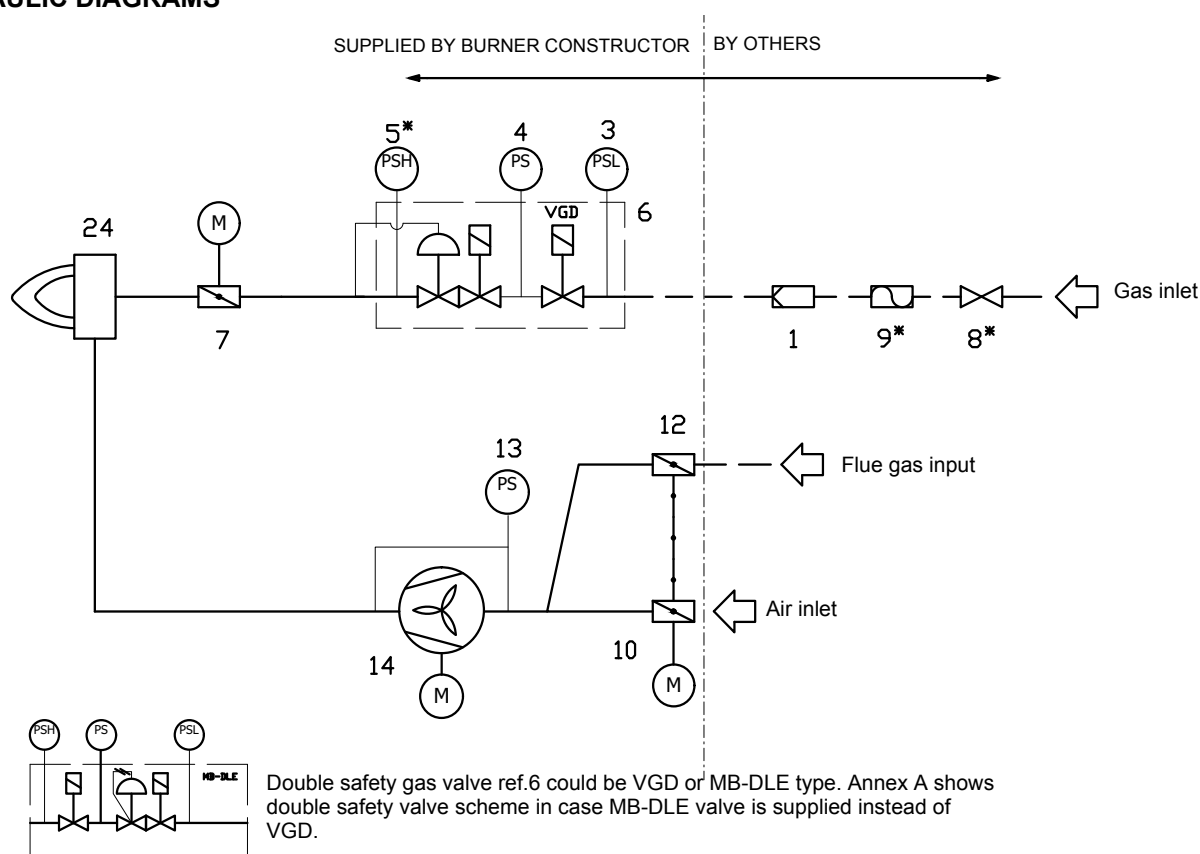 AULIC DIAGRAMS
SUPPLIED BY BURNER CONSTRUCTOR
BY OTHERS
5*
4
3
PSH
PS
PSL
VGD
6
24
M
7
1
9*
8*
Gas inlet
12
13
PS
Flue gas input
Air inlet
10
14
M
M
PSH
PS
PSL
MB-DLE
Double safety gas valve ref.6 could be VGD or MB-DLE type. Annex A shows
double safety valve scheme in case MB-DLE valve is supplied instead of
VGD.